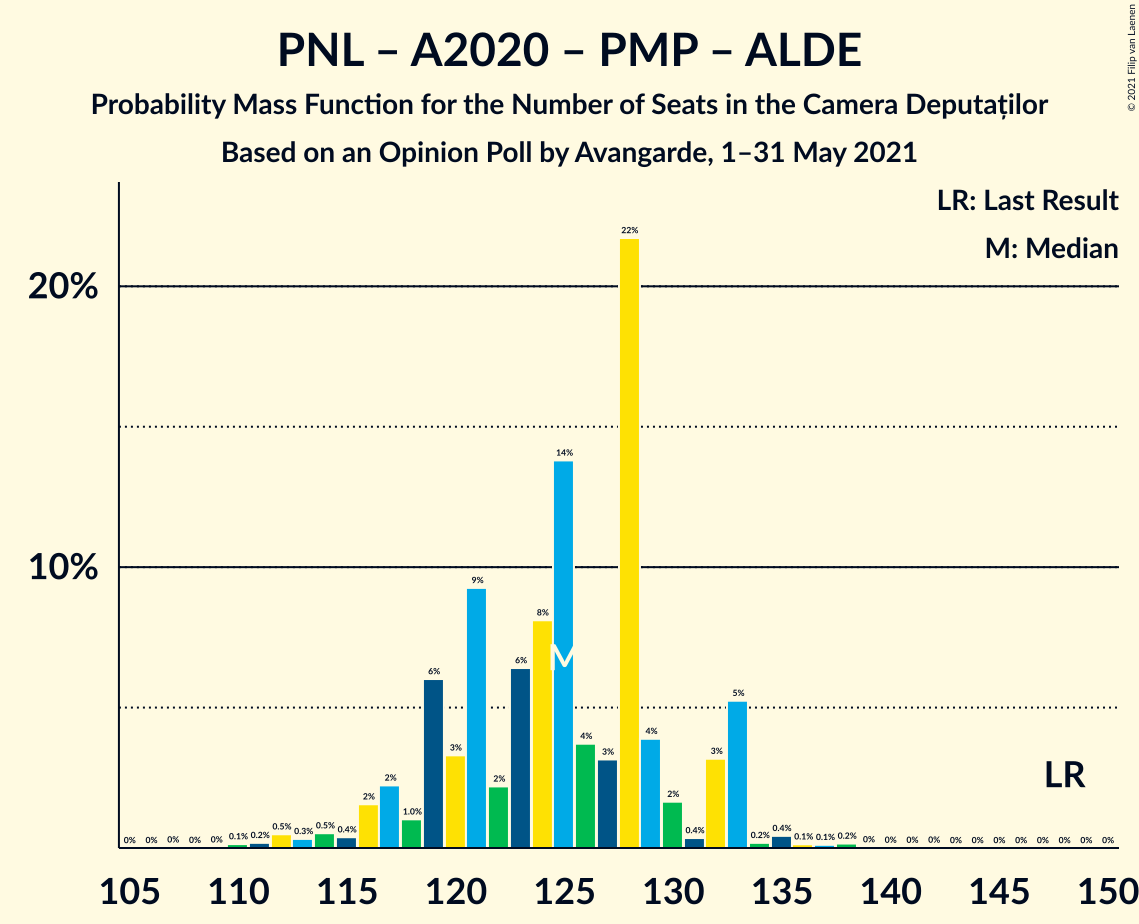 PNL – A2020 – PMP – ALDE
Probability Mass Function for the Number of Seats in the Camera Deputaților
Based on an Opinion Poll by Avangarde, 1–31 May 2021
© 2021 Filip van Laenen
LR: Last Result
M: Median
20%
10%
0% 0% 0% 0% 0% 0.1% 0.2% 0.5% 0.3% 0.5% 0.4% 2% 2% 1.0% 6% 3% 9% 2% 6% 8% 14% 4% 3% 22% 4% 2% 0.4% 3% 5% 0.2% 0.4% 0.1% 0.1% 0.2% 0% 0% 0% 0% 0% 0% 0% 0% 0% 0% 0% 0%
M
LR
105 110 115 120 125 130 135 140 145 150